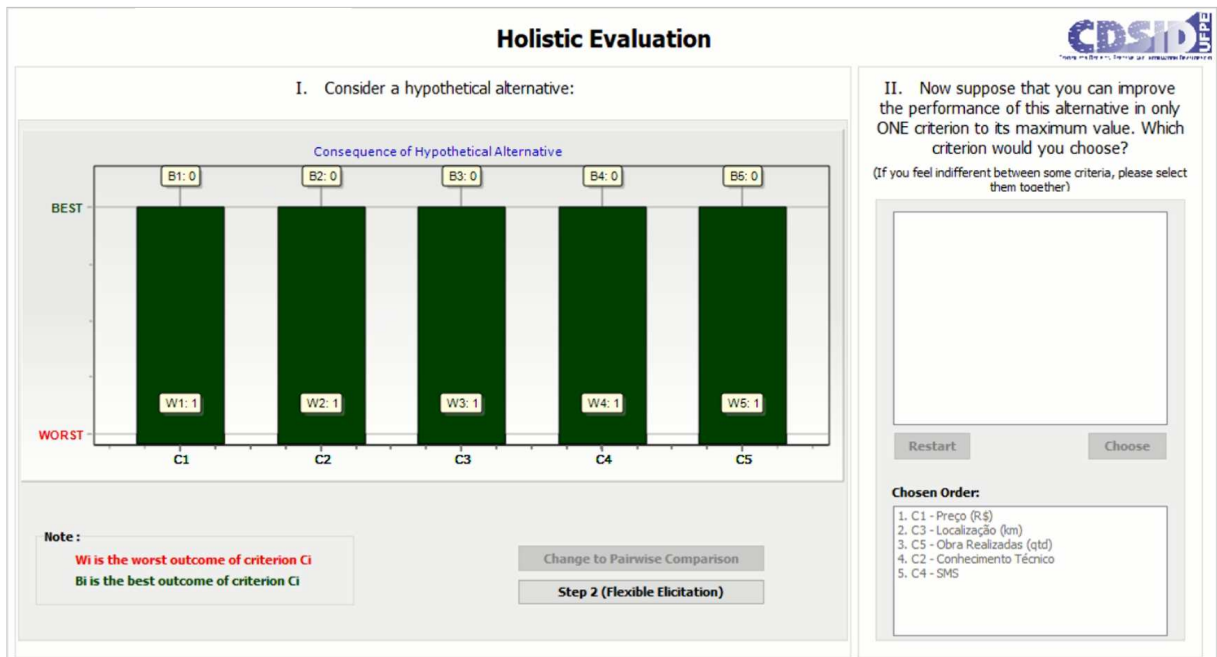 Holistic Evaluation
CDSID UFPE
I. Consider a hypothetical alternative:
Consequence of Hypothetical Alternative
B1: 0 B2: 0 B3: 0 B4: 0 B5: 0
BEST
W1: 1 W2: 1 W3: 1 W4: 1 W5: 1
WORST
C1 C2 C3 C4 C5
Note :
Wi is the worst outcome of criterion Ci
Bi is the best outcome of criterion Ci
Change to Pairwise Comparison
Step 2 (Flexible Elicitation)
II. Now suppose that you can improve
the performance of this alternative in only
ONE criterion to its maximum value. Which
criterion would you choose?
(If you feel indifferent between some criteria, please select
them together)
Restart Choose
Chosen Order:
1. C1 - Preço (R$)
2. C3 - Localização (km)
3. C5 - Obra Realizadas (qtd)
4. C2 - Conhecimento Técnico
5. C4 - SMS